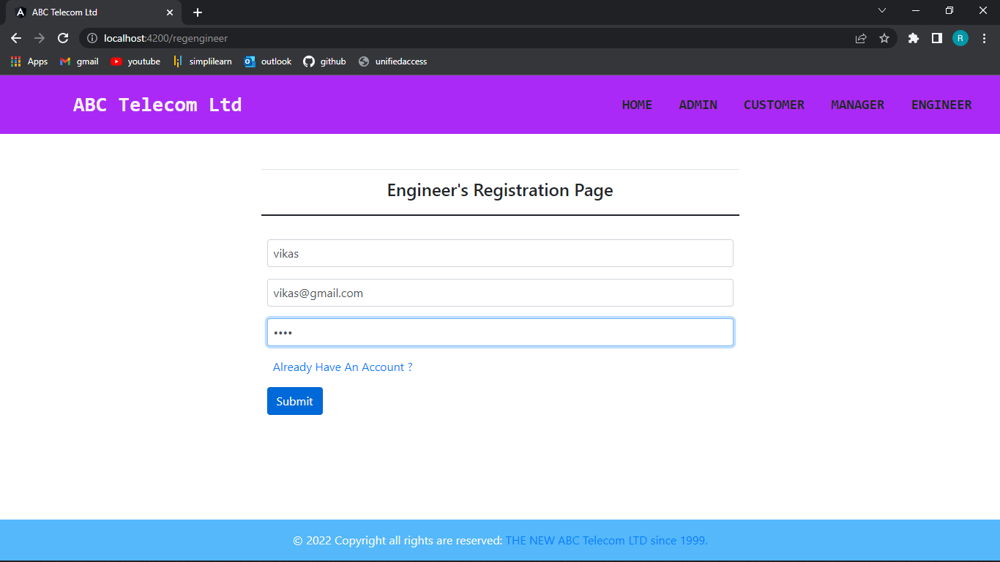 ABC Telecom Ltd
localhost:4200/regengineer
R
Apps gmail youtube simplilearn outlook github unifiedaccess
ABC Telecom Ltd HOME ADMIN CUSTOMER MANAGER ENGINEER
Engineer's Registration Page
vikas
vikas@gmail.com
••••
Already Have An Account ?
Submit
© 2022 Copyright all rights are reserved: THE NEW ABC Telecom LTD since 1999.